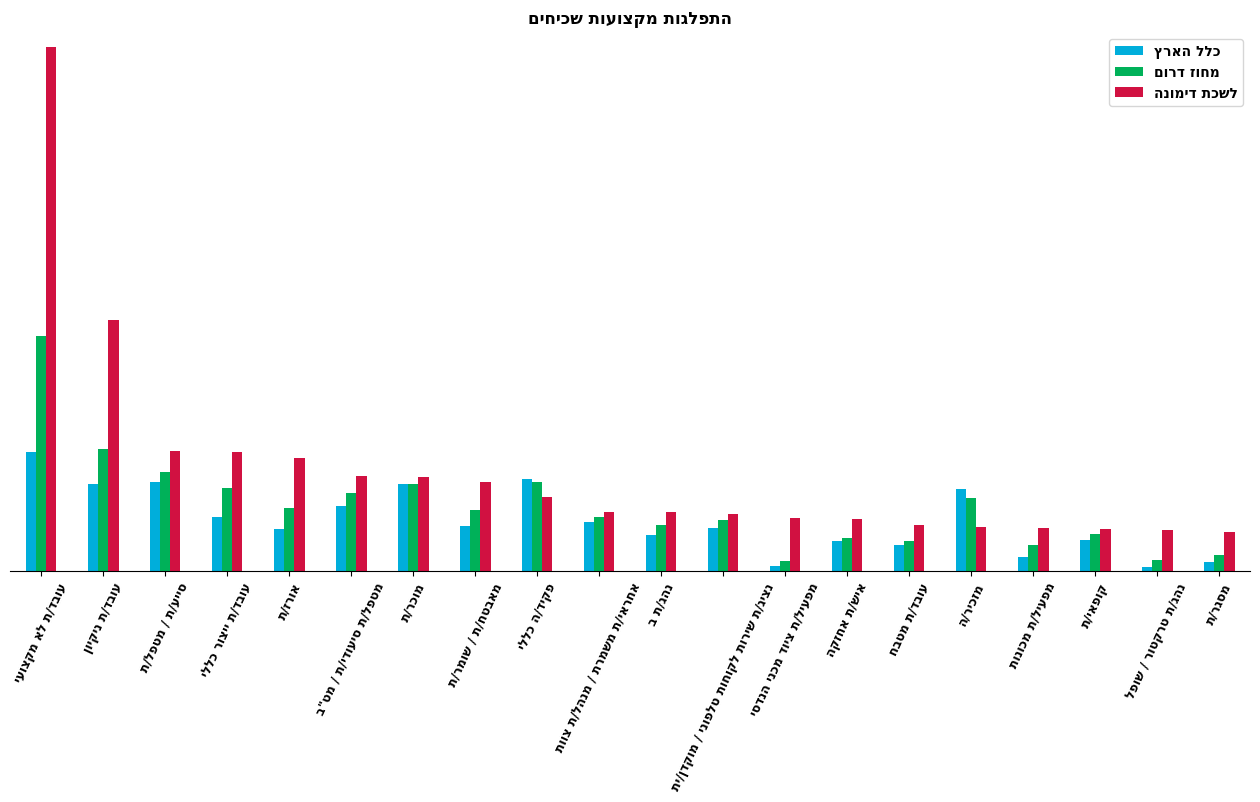 התפלגות מקצועות שכיחים
כלל הארץ
מחוז דרום
לשכת דימונה
עובד/ת לא מקצועי
עובד/ת ניקיון
סייע/ת / מטפל/ת
עובד/ת ייצור כללי
אורז/ת
מטפל/ת סיעודי/ת / מט"ב
מוכר/ת
מאבטח/ת / שומר/ת
פקיד/ה כללי
אחראי/ת משמרת / מנהל/ת צוות
נהג/ת ב
נציג/ת שירות לקוחות טלפוני / מוקדן/ית
מפעיל/ת ציוד מכני הנדסי
איש/ת אחזקה
עובד/ת מטבח
מזכיר/ה
מפעיל/ת מכונות
קופאי/ת
נהג/ת טרקטור / שופל
מסגר/ת